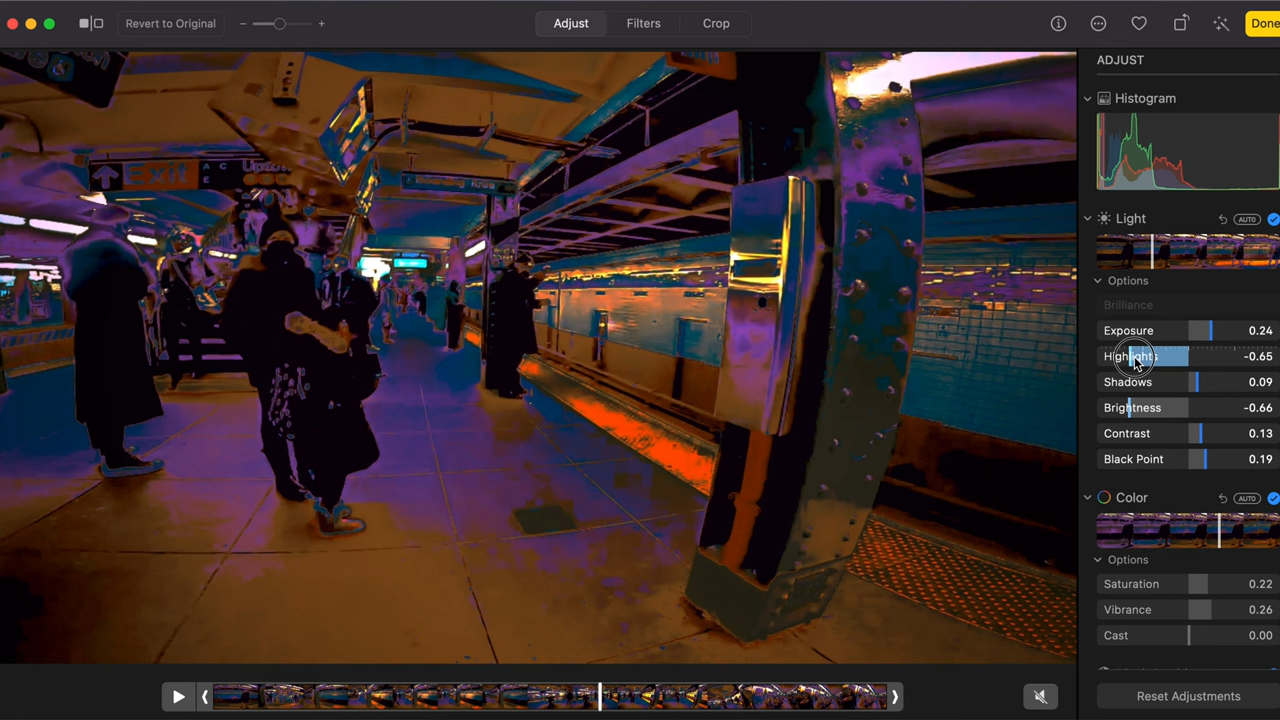 Revert to Original
− +
Adjust
Filters
Crop
Done
ADJUST
Histogram
Light
AUTO
Options
Brilliance
Exposure 0.24
Highlights -0.65
Shadows 0.09
Brightness -0.66
Contrast 0.13
Black Point 0.19
Color
AUTO
Options
Saturation 0.22
Vibrance 0.26
Cast 0.00
Reset Adjustments
Exit
A C
E